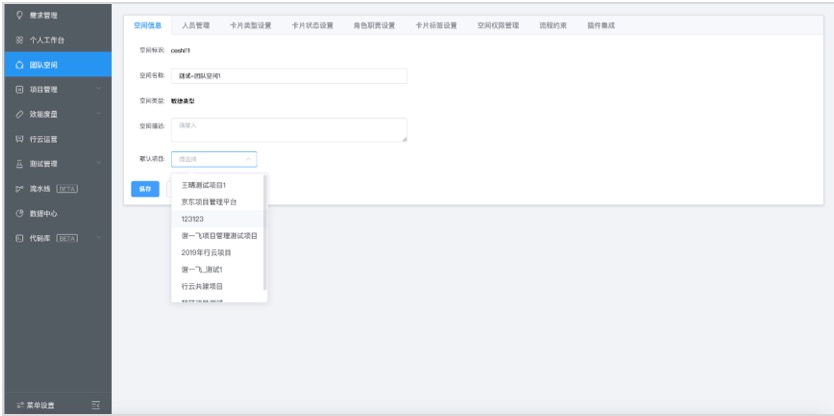 需求管理
个人工作台
团队空间
项目管理
效能度量
行云运营
测试管理
流水线 BETA
数据中心
代码库 BETA
菜单设置
空间信息 人员管理 卡片类型设置 卡片状态设置 角色职责设置 卡片标签设置 空间权限管理 流程约束 插件集成
空间标识: ceshi11
空间名称: 测试-团队空间1
空间类型: 敏捷类型
空间描述: 请输入
默认项目: 请选择
保存
王晴测试项目1
京东项目管理平台
123123
谢一飞项目管理测试项目
2019年行云项目
谢一飞_测试1
行云共建项目